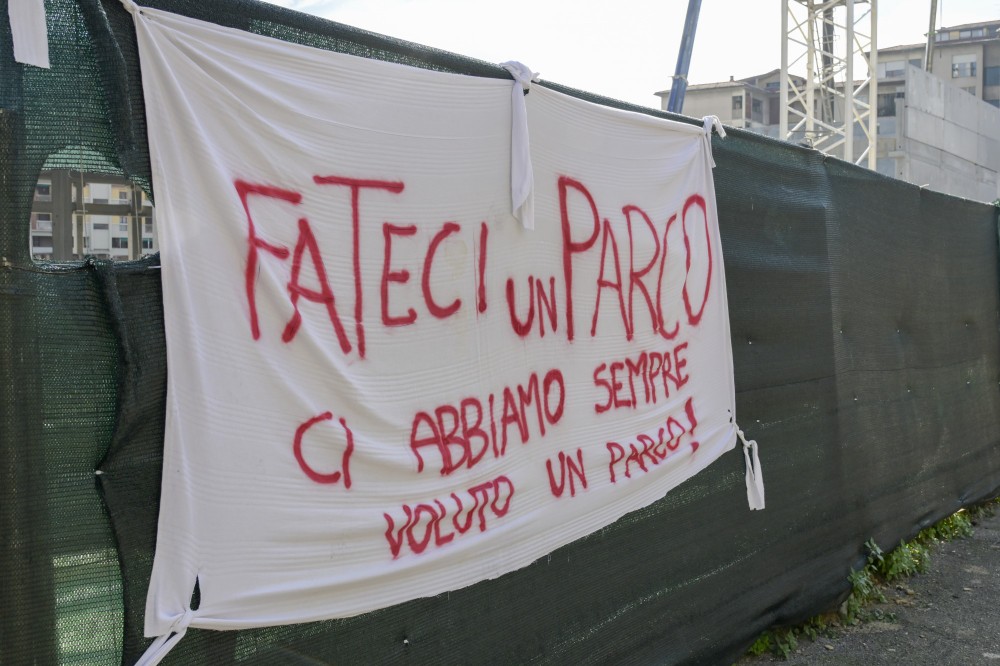 FATECI UN PARCO
CI ABBIAMO SEMPRE
VOLUTO UN PARCO!